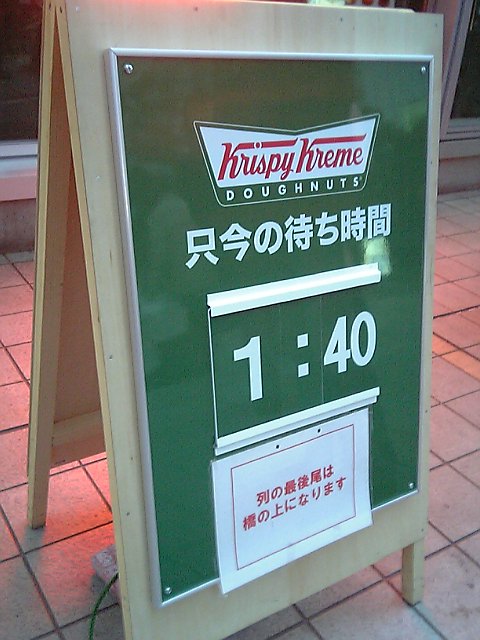 Krispy Kreme
DOUGHNUTS
只今の待ち時間
1:40
列の最後尾は
橋の上になります